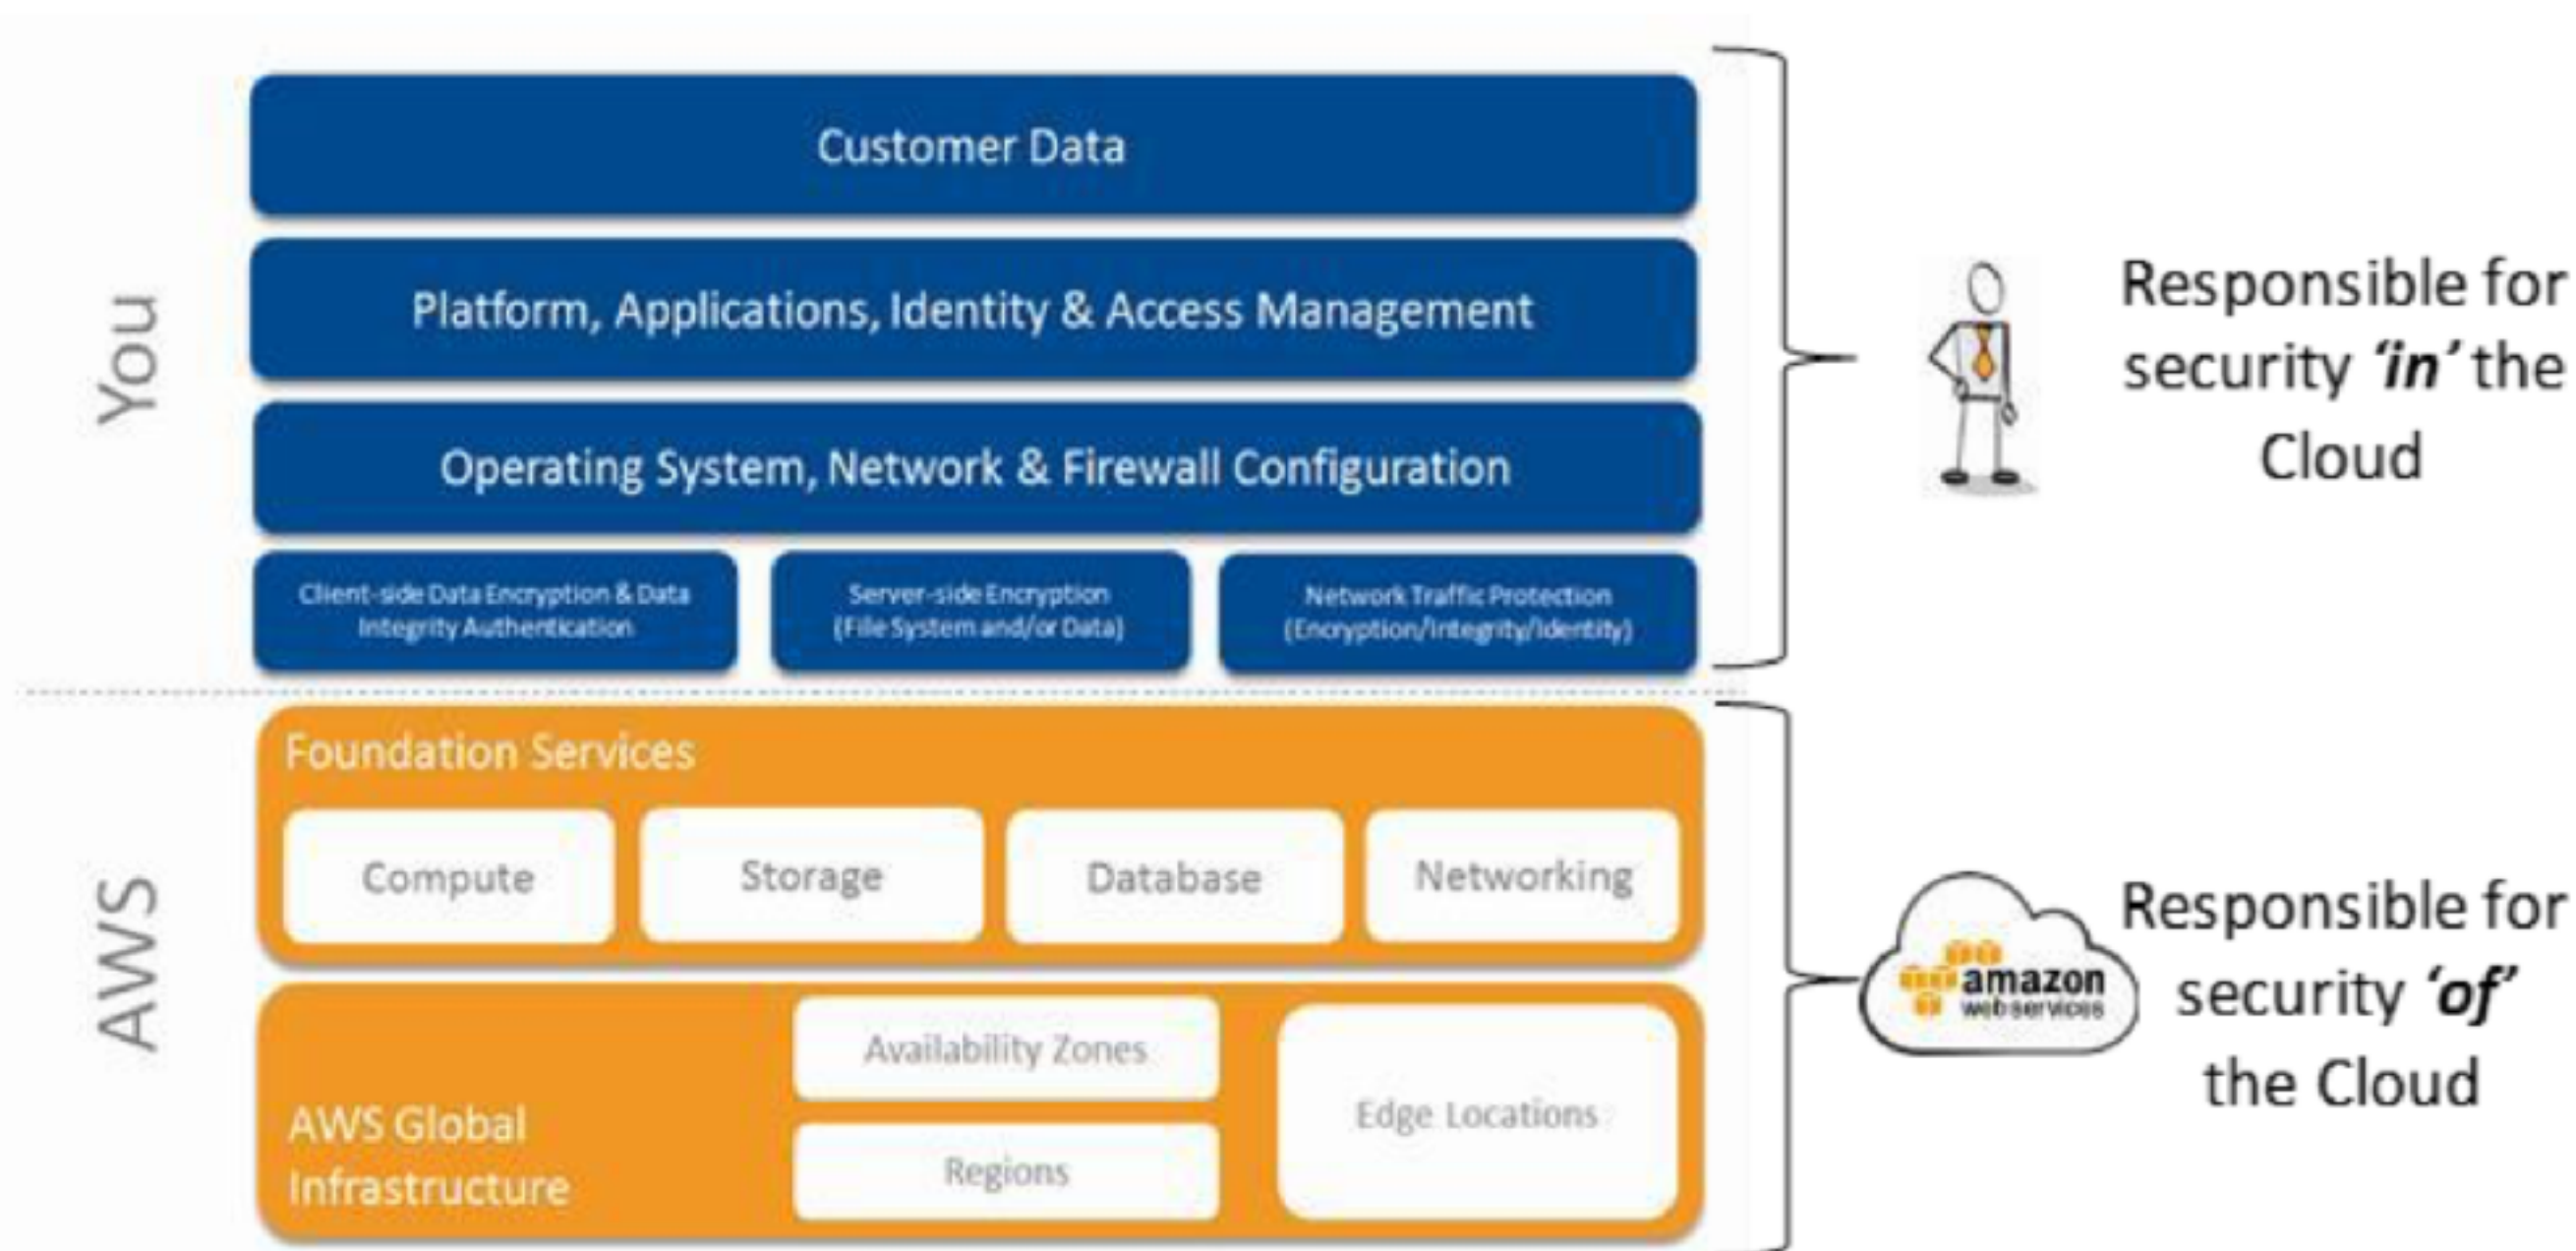 You
Customer Data
Platform, Applications, Identity & Access Management
Operating System, Network & Firewall Configuration
Client-side Data Encryption & Data
Integrity Authentication
Server-side Encryption
(File System and/or Data)
Network Traffic Protection
(Encryption/Integrity/Identity)
Responsible for
security ‘in’ the
Cloud
AWS
Foundation Services
Compute
Storage
Database
Networking
AWS Global
Infrastructure
Availability Zones
Regions
Edge Locations
amazon
webservices
Responsible for
security ‘of’
the Cloud